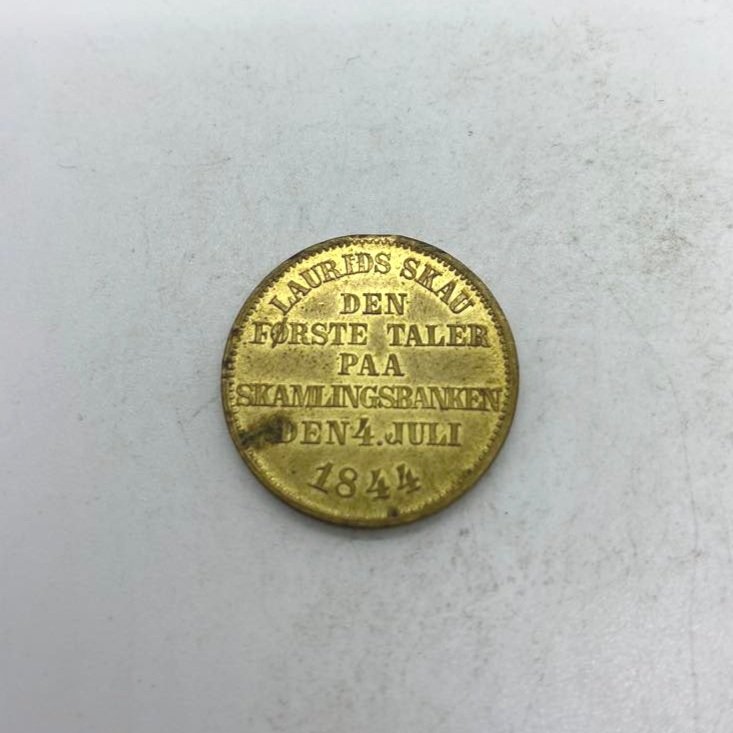 LAURIDS SKAU
DEN
FØRSTE TALER
PAA
SKAMLINGSBANKEN
DEN 4. JULI
1844